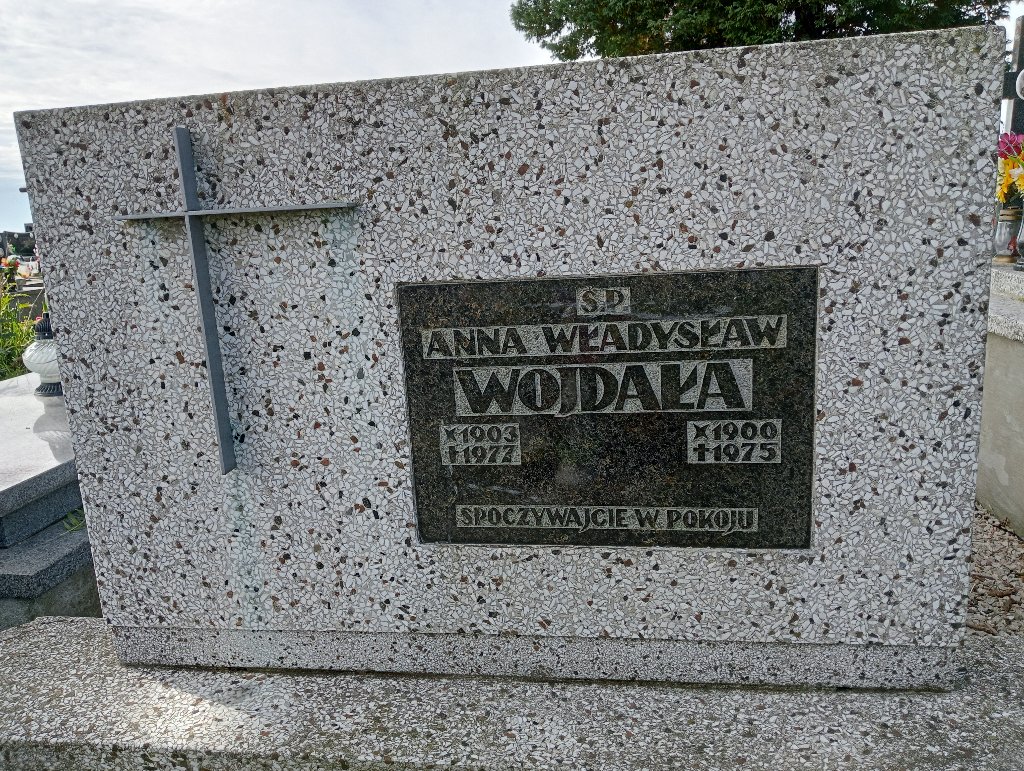 Ś.P.
ANNA WŁADYSŁAW
WOJDAŁA
*1903 *1900
†1977 †1975
SPOCZYWAJCIE W POKOJU